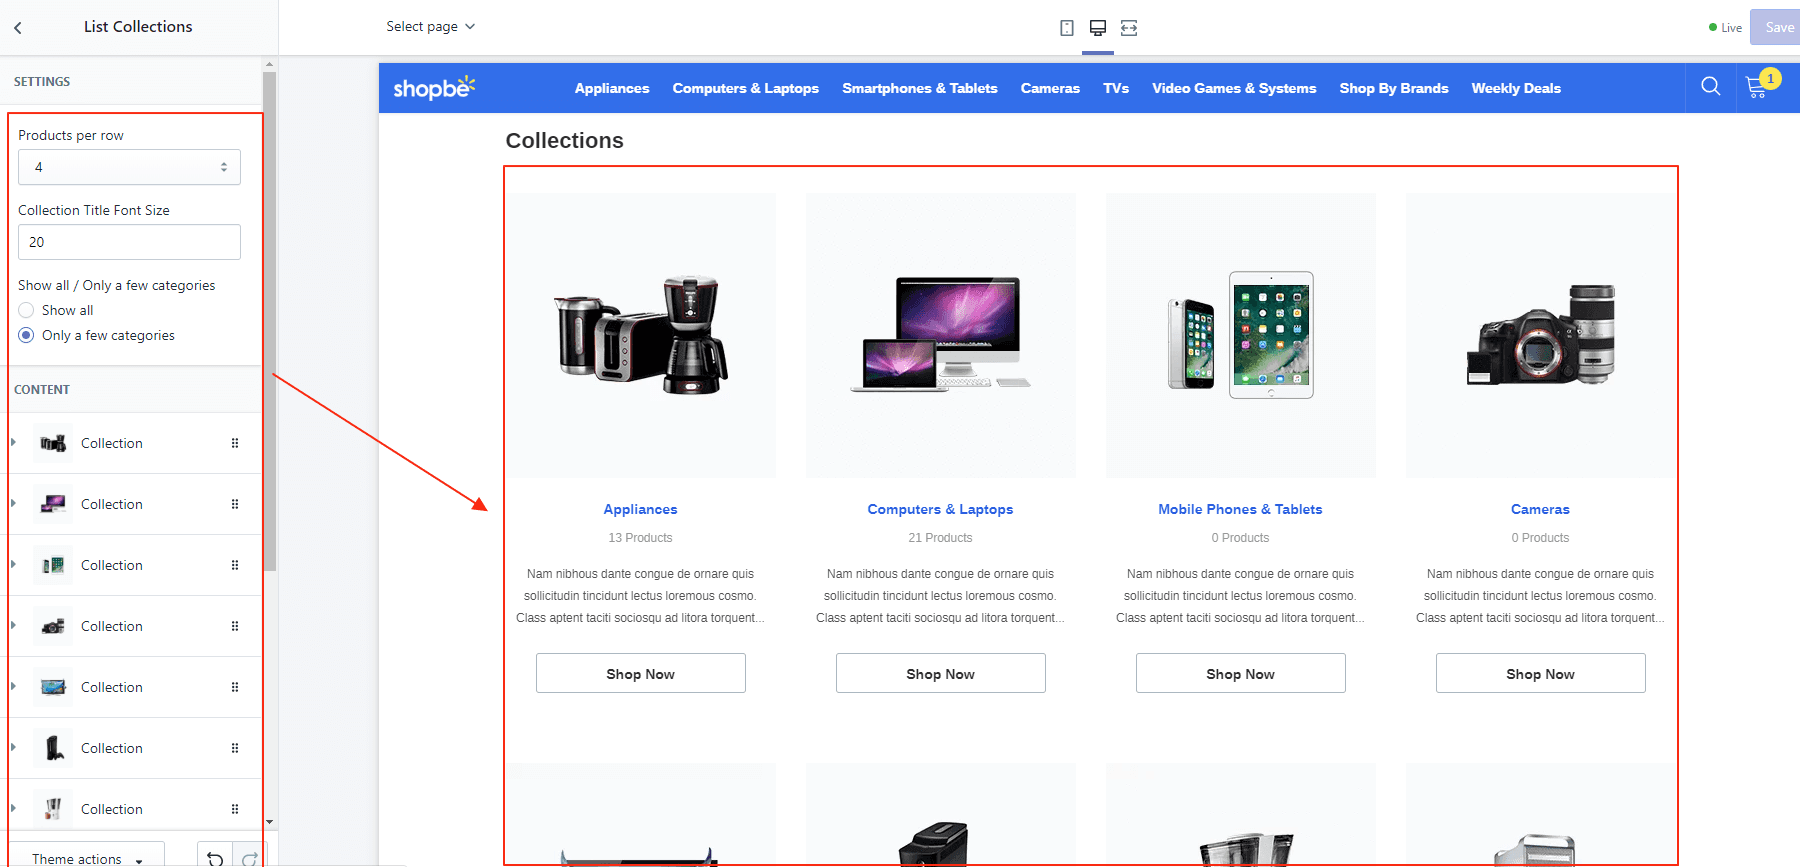 List Collections
Select page
Live
Save
SETTINGS
Products per row
4
Collection Title Font Size
20
Show all / Only a few categories
Show all
Only a few categories
CONTENT
Collection
Collection
Collection
Collection
Collection
Collection
Collection
Theme actions
shopbe
Appliances Computers & Laptops Smartphones & Tablets Cameras TVs Video Games & Systems Shop By Brands Weekly Deals
1
Collections
Appliances
13 Products
Nam nibhous dante congue de ornare quis
sollicitudin tincidunt lectus loremous cosmo.
Class aptent taciti sociosqu ad litora torquent...
Shop Now
Computers & Laptops
21 Products
Nam nibhous dante congue de ornare quis
sollicitudin tincidunt lectus loremous cosmo.
Class aptent taciti sociosqu ad litora torquent...
Shop Now
Mobile Phones & Tablets
0 Products
Nam nibhous dante congue de ornare quis
sollicitudin tincidunt lectus loremous cosmo.
Class aptent taciti sociosqu ad litora torquent...
Shop Now
Cameras
0 Products
Nam nibhous dante congue de ornare quis
sollicitudin tincidunt lectus loremous cosmo.
Class aptent taciti sociosqu ad litora torquent...
Shop Now